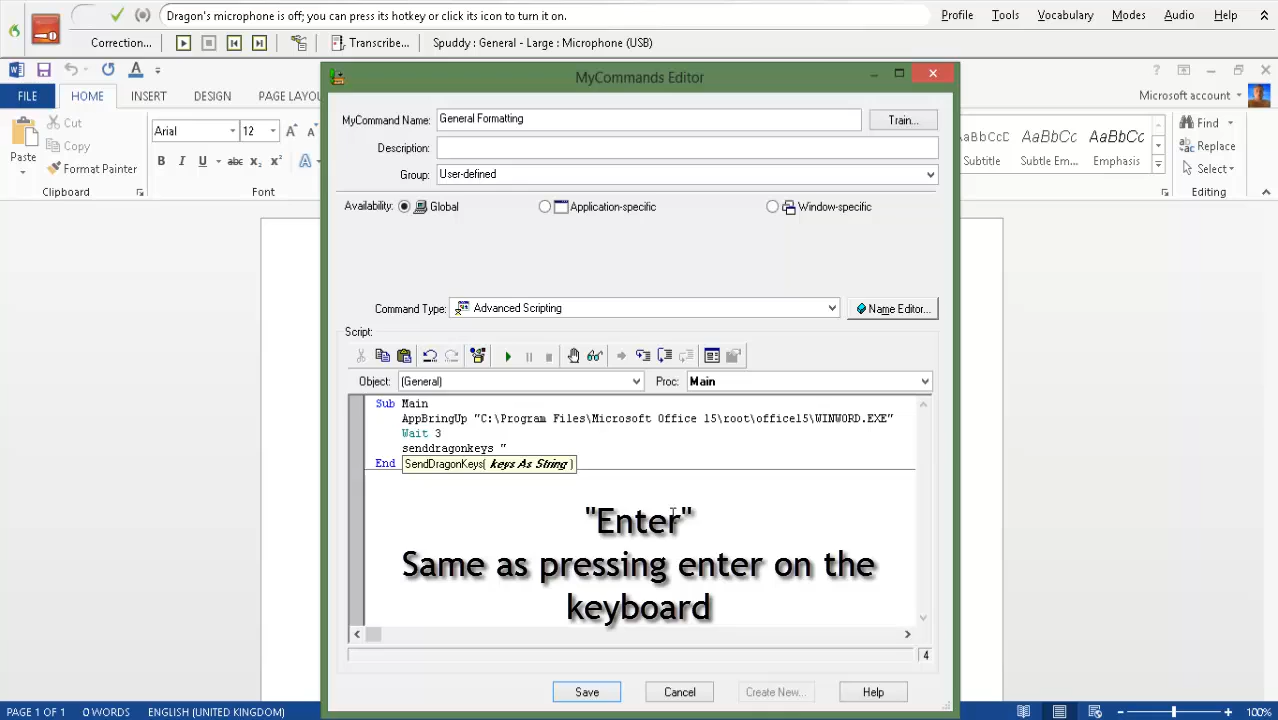 Dragon's microphone is off; you can press its hotkey or click its icon to turn it on.
Profile Tools Vocabulary Modes Audio Help
Correction... Transcribe... Spuddy : General - Large : Microphone (USB)
MyCommands Editor
FILE HOME INSERT DESIGN PAGE LAYOU
Microsoft account
Cut
Copy
Format Painter
Paste
Clipboard
Arial 12 A A
B I U abc x₂ x² A
Font
AaBbCcD AaBbCc AaBbCc
Subtitle Subtle Em... Emphasis
Find
Replace
Select
Editing
MyCommand Name: General Formatting Train...
Description:
Group: User-defined
Availability: Global Application-specific Window-specific
Command Type: Advanced Scripting Name Editor...
Script:
Object: (General) Proc: Main
Sub Main
AppBringUp "C:\Program Files\Microsoft Office 15\root\office15\WINWORD.EXE"
Wait 3
senddragonkeys "
End SendDragonKeys( keys As String )
"Enter"
Same as pressing enter on the
keyboard
4
Save Cancel Create New... Help
PAGE 1 OF 1 0 WORDS ENGLISH (UNITED KINGDOM) 100%